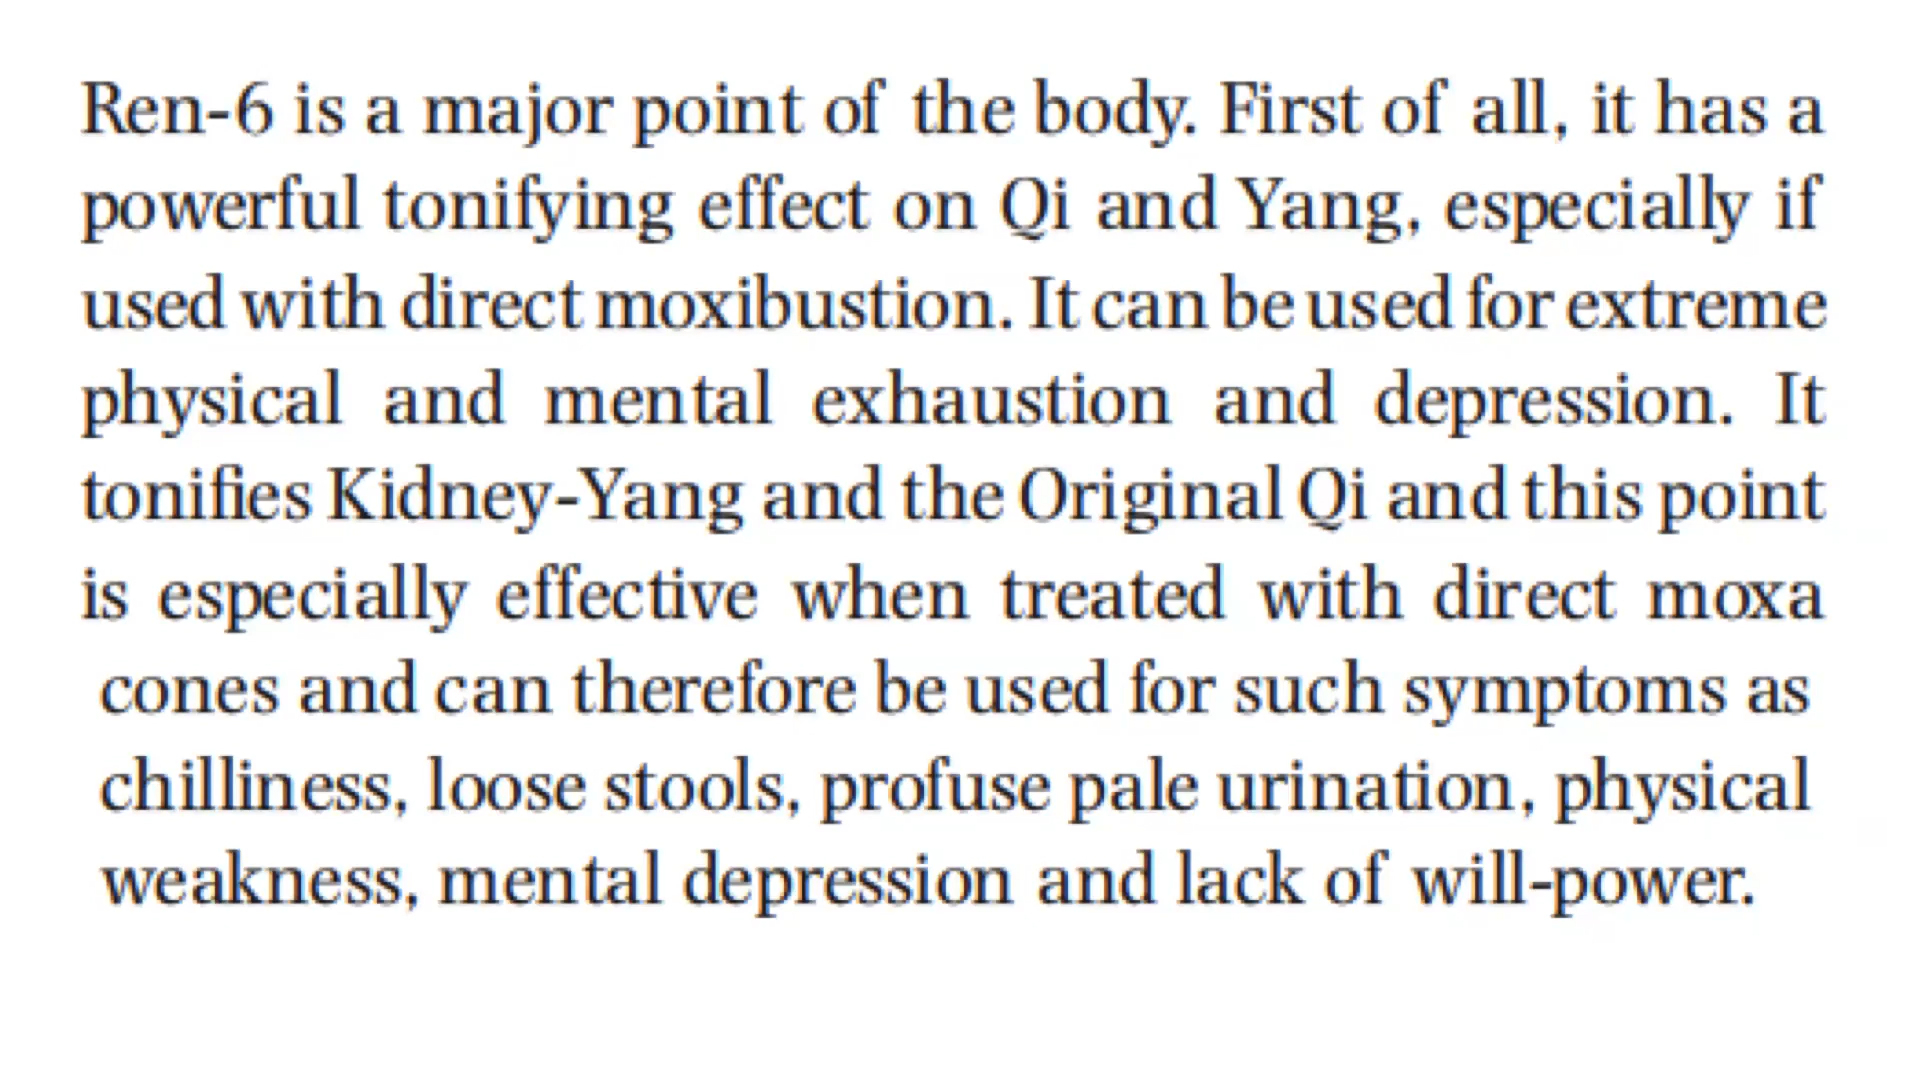 Ren-6 is a major point of the body. First of all, it has a
powerful tonifying effect on Qi and Yang, especially if
used with direct moxibustion. It can be used for extreme
physical and mental exhaustion and depression. It
tonifies Kidney-Yang and the Original Qi and this point
is especially effective when treated with direct moxa
cones and can therefore be used for such symptoms as
chilliness, loose stools, profuse pale urination, physical
weakness, mental depression and lack of will-power.